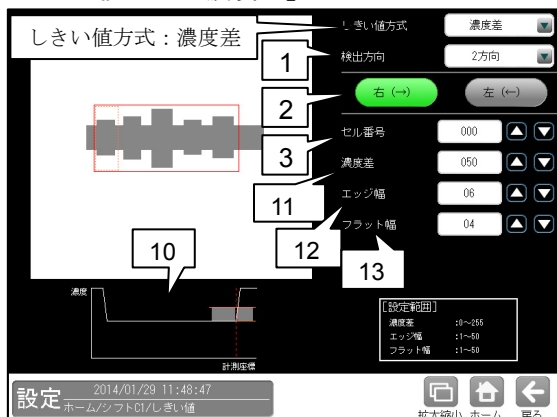 しきい値方式：濃度差
しきい値方式 濃度差
1 検出方向 2方向
2 右（→） 左（←）
3 セル番号 000
濃度差 050
11 エッジ幅 06
12 フラット幅 04
10 13
濃度
計測座標
[設定範囲]
濃度差 :0～255
エッジ幅 :1～50
フラット幅 :1～50
設定 2014/01/29 11:48:47
ホーム/シフトC1/しきい値
拡大縮小 ホーム 戻る